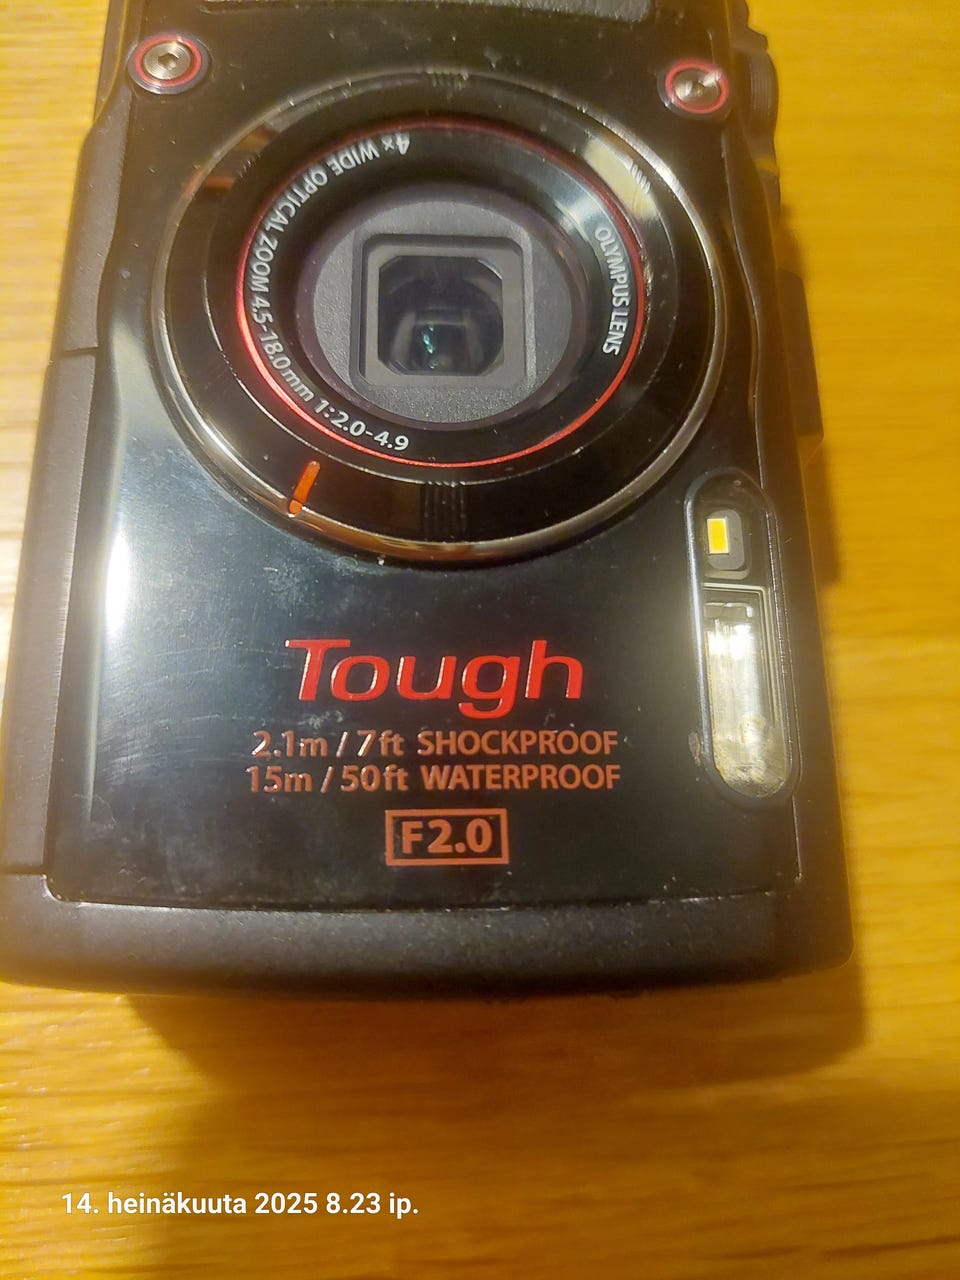 4x WIDE OPTICAL ZOOM 4.5-18.0mm 1:2.0-4.9
OLYMPUS LENS
Tough
2.1m / 7ft SHOCKPROOF
15m / 50ft WATERPROOF
F2.0
14. heinäkuuta 2025 8.23 ip.